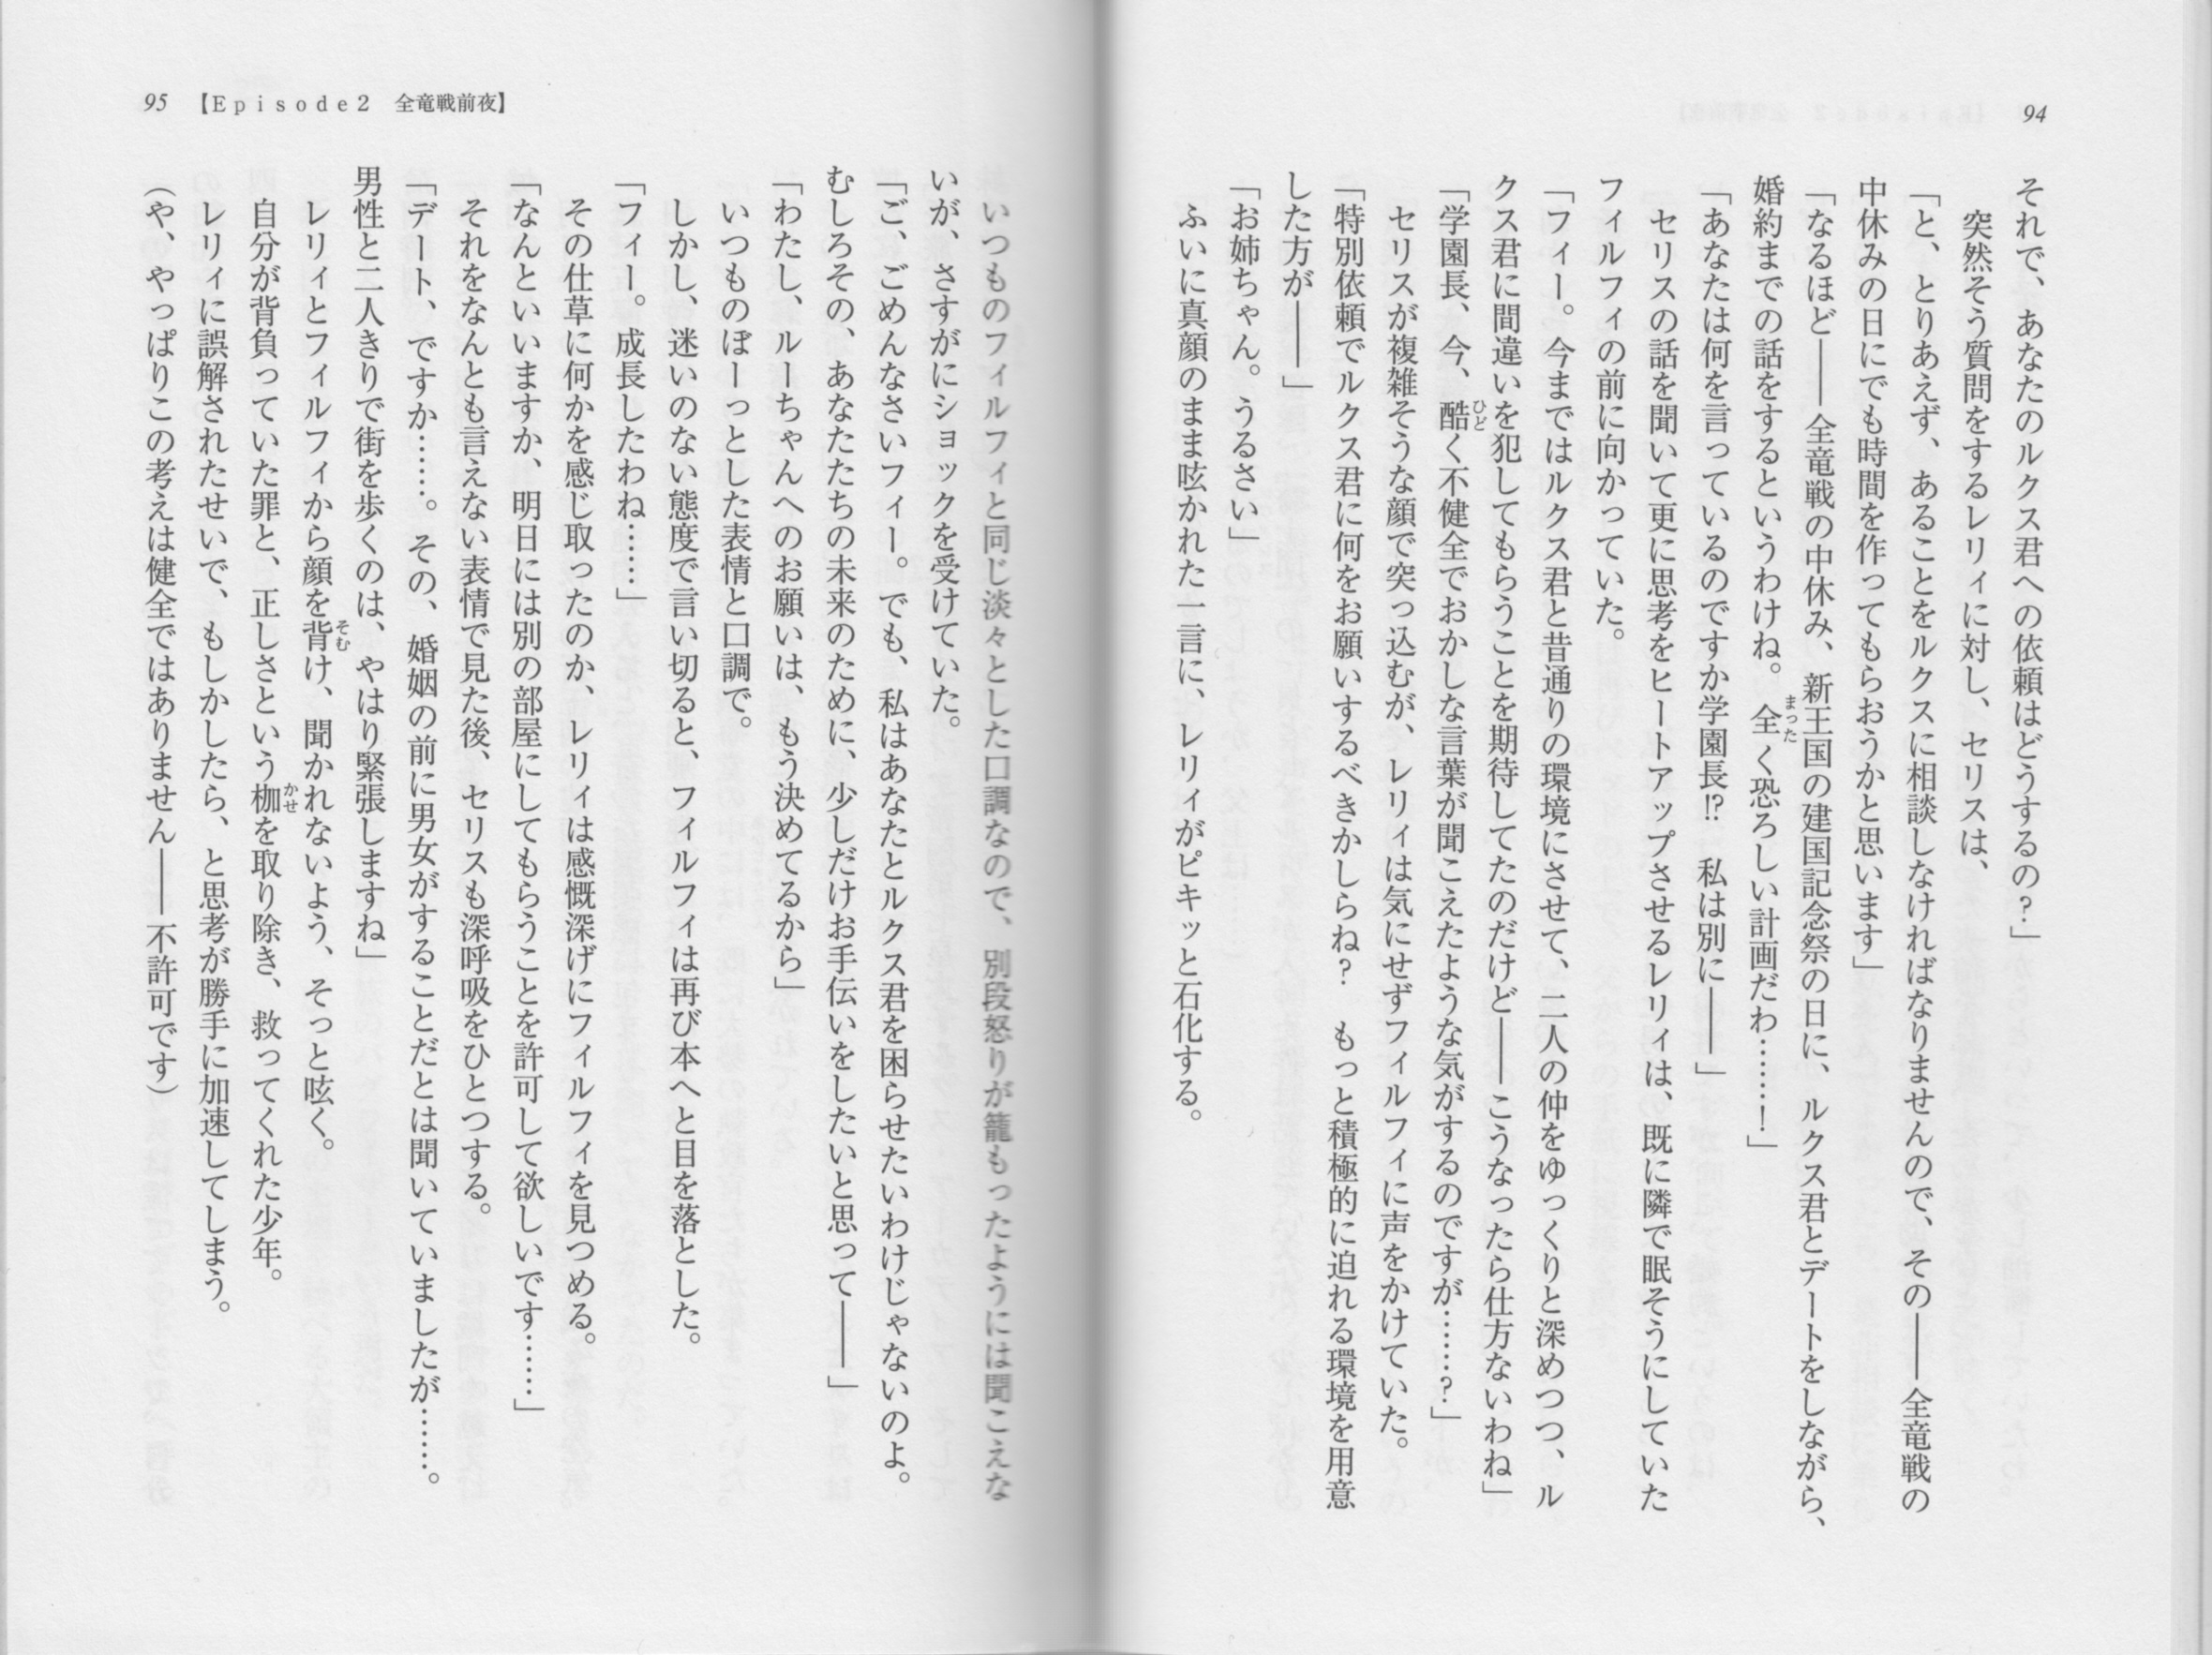 94
それで、あなたのルクス君への依頼はどうするの?」
突然そう質問をするレリィに対し、セリスは、
「と、とりあえず、あることをルクスに相談しなければなりませんので、その――全竜戦の
中休みの日にでも時間を作ってもらおうかと思います」
「なるほど――全竜戦の中休み、新王国の建国記念祭の日に、ルクス君とデートをしながら、
婚約までの話をするというわけね。全く恐ろしい計画だわ……!」
「あなたは何を言っているのですか学園長!? 私は別に――」
セリスの話を聞いて更に思考をヒートアップさせるレリィは、既に隣で眠そうにしていた
フィルフィの前に向かっていた。
「フィー。今まではルクス君と昔通りの環境にさせて、二人の仲をゆっくりと深めつつ、ル
クス君に間違いを犯してもらうことを期待してたのだけど――こうなったら仕方ないわね」
「学園長、今、酷く不健全でおかしな言葉が聞こえたような気がするのですが……?」
セリスが複雑そうな顔で突っ込むが、レリィは気にせずフィルフィに声をかけていた。
「特別依頼でルクス君に何をお願いするべきかしらね? もっと積極的に迫れる環境を用意
した方が――」
「お姉ちゃん。うるさい」
ふいに真顔のまま呟かれた一言に、レリィがピキッと石化する。
95 【Episode2 全竜戦前夜】
いつものフィルフィと同じ淡々とした口調なので、別段怒りが籠もったようには聞こえな
いが、さすがにショックを受けていた。
「ご、ごめんなさいフィー。でも、私はあなたとルクス君を困らせたいわけじゃないのよ。
むしろその、あなたたちの未来のために、少しだけお手伝いをしたいと思って――」
「わたし、ルーちゃんへのお願いは、もう決めてるから」
いつものぼーっとした表情と口調で。
しかし、迷いのない態度で言い切ると、フィルフィは再び本へと目を落とした。
「フィー。成長したわね……」
その仕草に何かを感じ取ったのか、レリィは感慨深げにフィルフィを見つめる。
「なんといいますか、明日には別の部屋にしてもらうことを許可して欲しいです……」
それをなんとも言えない表情で見た後、セリスも深呼吸をひとつする。
「デート、ですか……。その、婚姻の前に男女がすることだとは聞いていましたが……。
男性と二人きりで街を歩くのは、やはり緊張しますね」
レリィとフィルフィから顔を背け、聞かれないよう、そっと呟く。
自分が背負っていた罪と、正しさという枷を取り除き、救ってくれた少年。
レリィに誤解されたせいで、もしかしたら、と思考が勝手に加速してしまう。
(や、やっぱりこの考えは健全ではありません――不許可です)